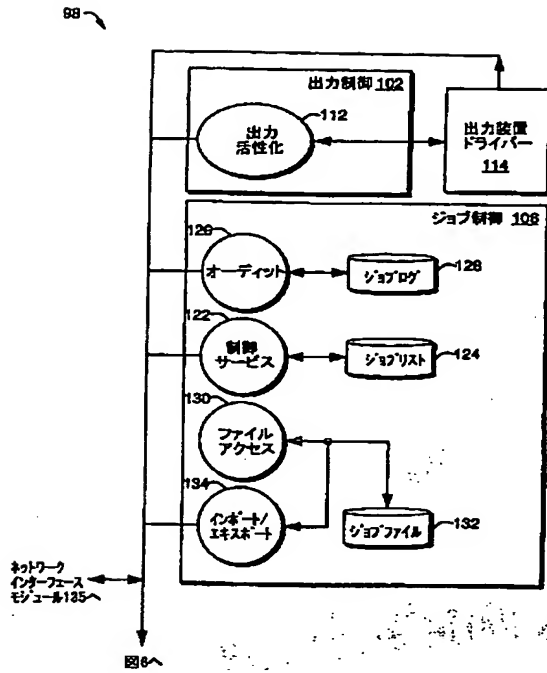 98
出力制御 102
112
出力
活性化
出力装置
ドライバー
114
ジョブ制御 108
126
オーディット
ジョブログ
128
122
制御
サービス
ジョブリスト
124
130
ファイル
アクセス
134
インポート/
エキスポート
ジョブファイル
132
ネットワーク
インターフェース
モジュール135へ
図6へ